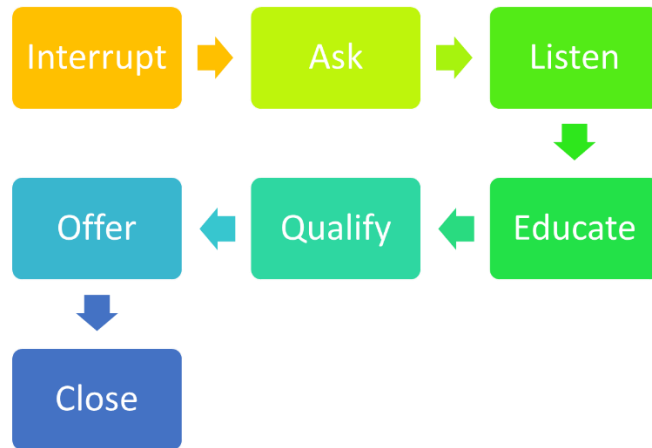 Interrupt
Ask
Listen
Educate
Qualify
Offer
Close